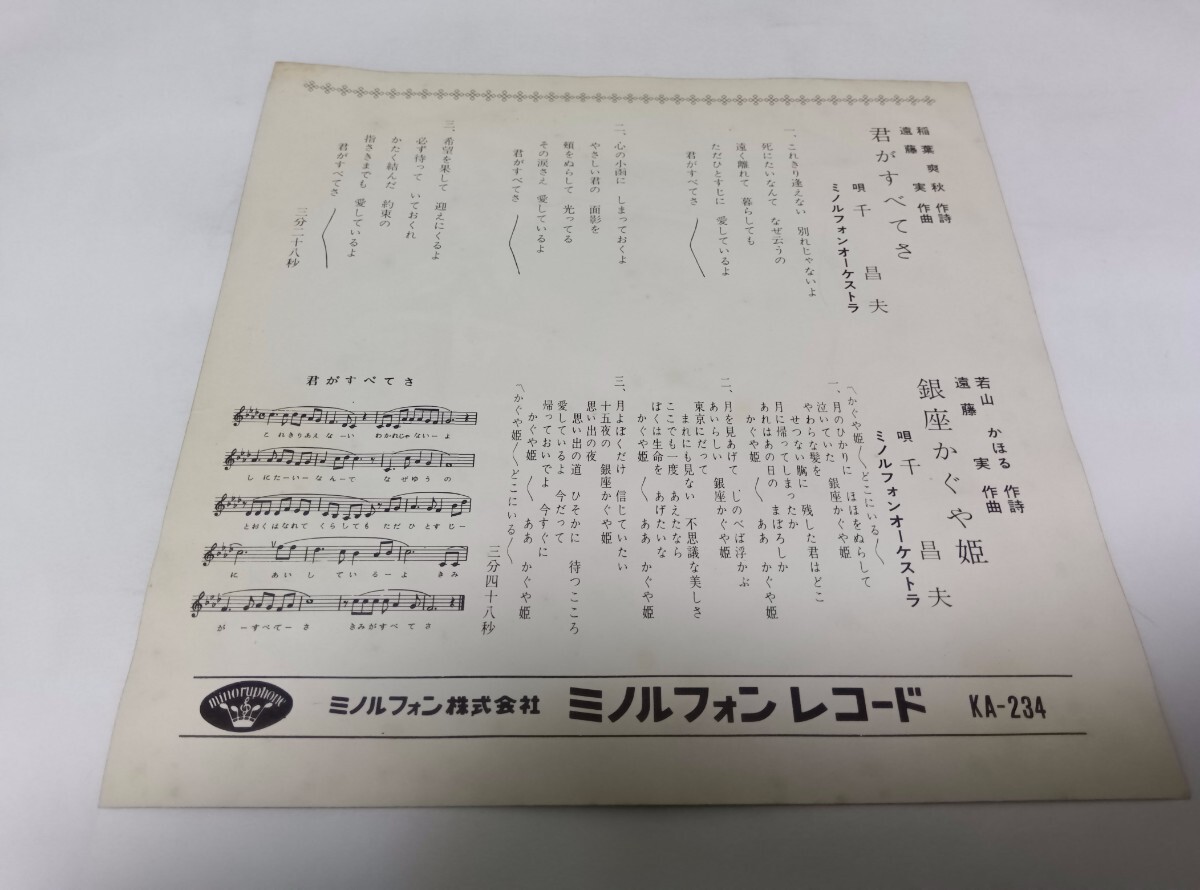 稲葉爽秋 作詩
遠藤 実 作曲
君がすべてさ
唄 千 昌夫
ミノルフォンオーケストラ
一、これきり逢えない 別れじゃないよ
死にたいなんて なぜ云うの
遠く離れて 暮らしても
ただひとすじに 愛しているよ
君がすべてさ
二、心の小函に しまっておくよ
やさしい君の 面影を
頬をぬらして 光ってる
その涙さえ 愛しているよ
君がすべてさ
三、希望を果して 迎えにくるよ
必ず待って いておくれ
かたく結んだ 約束の
指さきまでも 愛しているよ
君がすべてさ
三分二十八秒
若山かほる 作詩
遠藤 実 作曲
銀座かぐや姫
唄 千 昌夫
ミノルフォンオーケストラ
「かぐや姫〱どこにいる〱
一、月のひかりに ほほをぬらして
泣いていた 銀座かぐや姫
やわらな髪を
せつない胸に 残した君はどこ
月に帰ってしまったか
あれはあの日の まぼろしか
かぐや姫〱 ああ かぐや姫
二、月を見あげて しのべば浮かぶ
あいらしい 銀座かぐや姫
東京にだって
まれにも見ない 不思議な美しさ
ここでも一度 あえたなら
ぼくは生命を あげたいな
かぐや姫〱 ああ かぐや姫
三、月よぼくだけ 信じていたい
十五夜の 銀座かぐや姫
思い出の夜
思い出の道 ひそかに 待つこころ
愛しているよ 今だって
帰っておいでよ 今すぐに
かぐや姫〱 ああ かぐや姫
「かぐや姫〱どこにいる〱
三分四十八秒
君がすべてさ
これきりあえなーい わかれじゃないーよ
しにたーいーなんーて なぜゆうの
とおくはなれて くらしても ただひとすじー
に あいしているーよ きみ
がーすべてーさ きみがすべてさ
minoruphone
ミノルフォン株式会社 ミノルフォンレコード KA-234